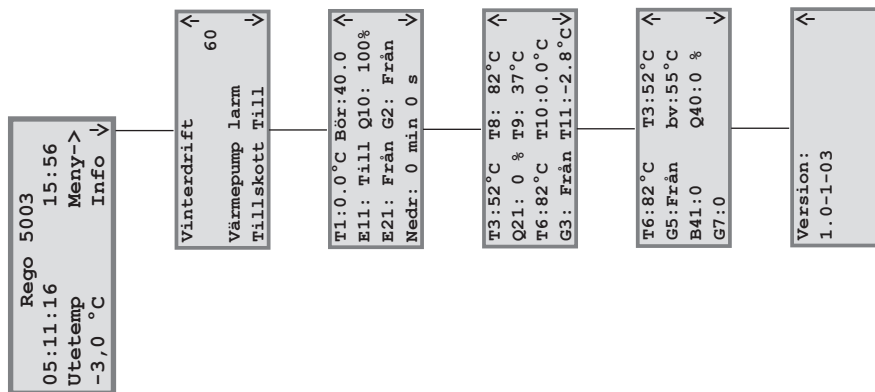 Rego 5003
05:11:16 15:56
Utetemp Meny->
-3,0 °C Info
Vinterdrift
60
Värmepump larm
Tillskott Till
T1:0.0°C Bör:40.0
E11: Till Q10: 100%
E21: Från G2: Från
Nedr: 0 min 0 s
T3:52°C T8: 82°C
Q21: 0 % T9: 37°C
T6:82°C T10:0.0°C
G3: Från T11:-2.8°C
T6:82°C T3:52°C
G5:Från bv:55°C
B41:0 Q40:0 %
G7:0
Version:
1.0-1-03